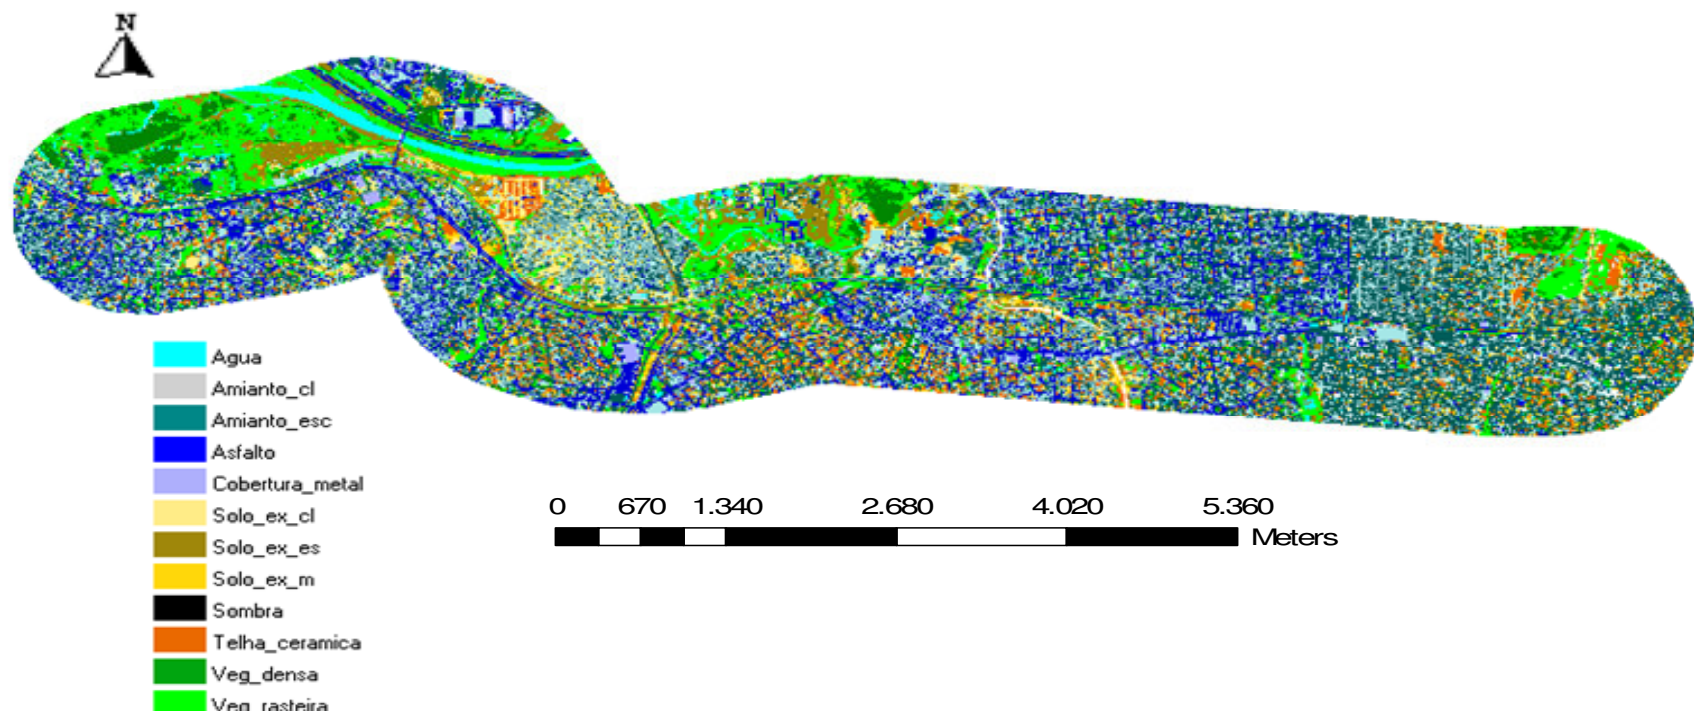 N
Agua
Amianto_cl
Amianto_esc
Asfalto
Cobertura_metal
Solo_ex_cl
Solo_ex_es
Solo_ex_m
Sombra
Telha_ceramica
Veg_densa
Veg_rasteira
0 670 1.340 2.680 4.020 5.360
Meters